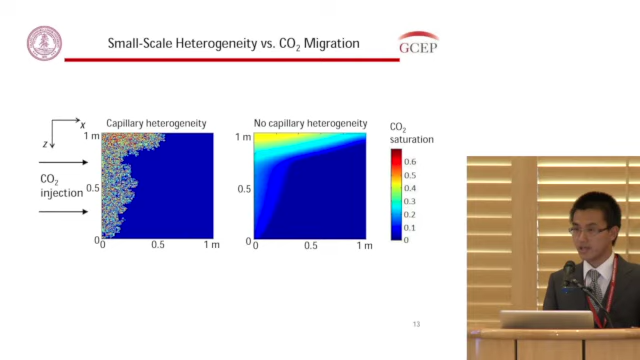 Small-Scale Heterogeneity vs. CO2 Migration
GCEP
x
z
Capillary heterogeneity
No capillary heterogeneity
CO2
saturation
1 m
0.5
0
0
0.5
1 m
CO2
injection
1 m
0.5
0
0
0.5
1 m
0.6
0.5
0.4
0.3
0.2
0.1
0
13